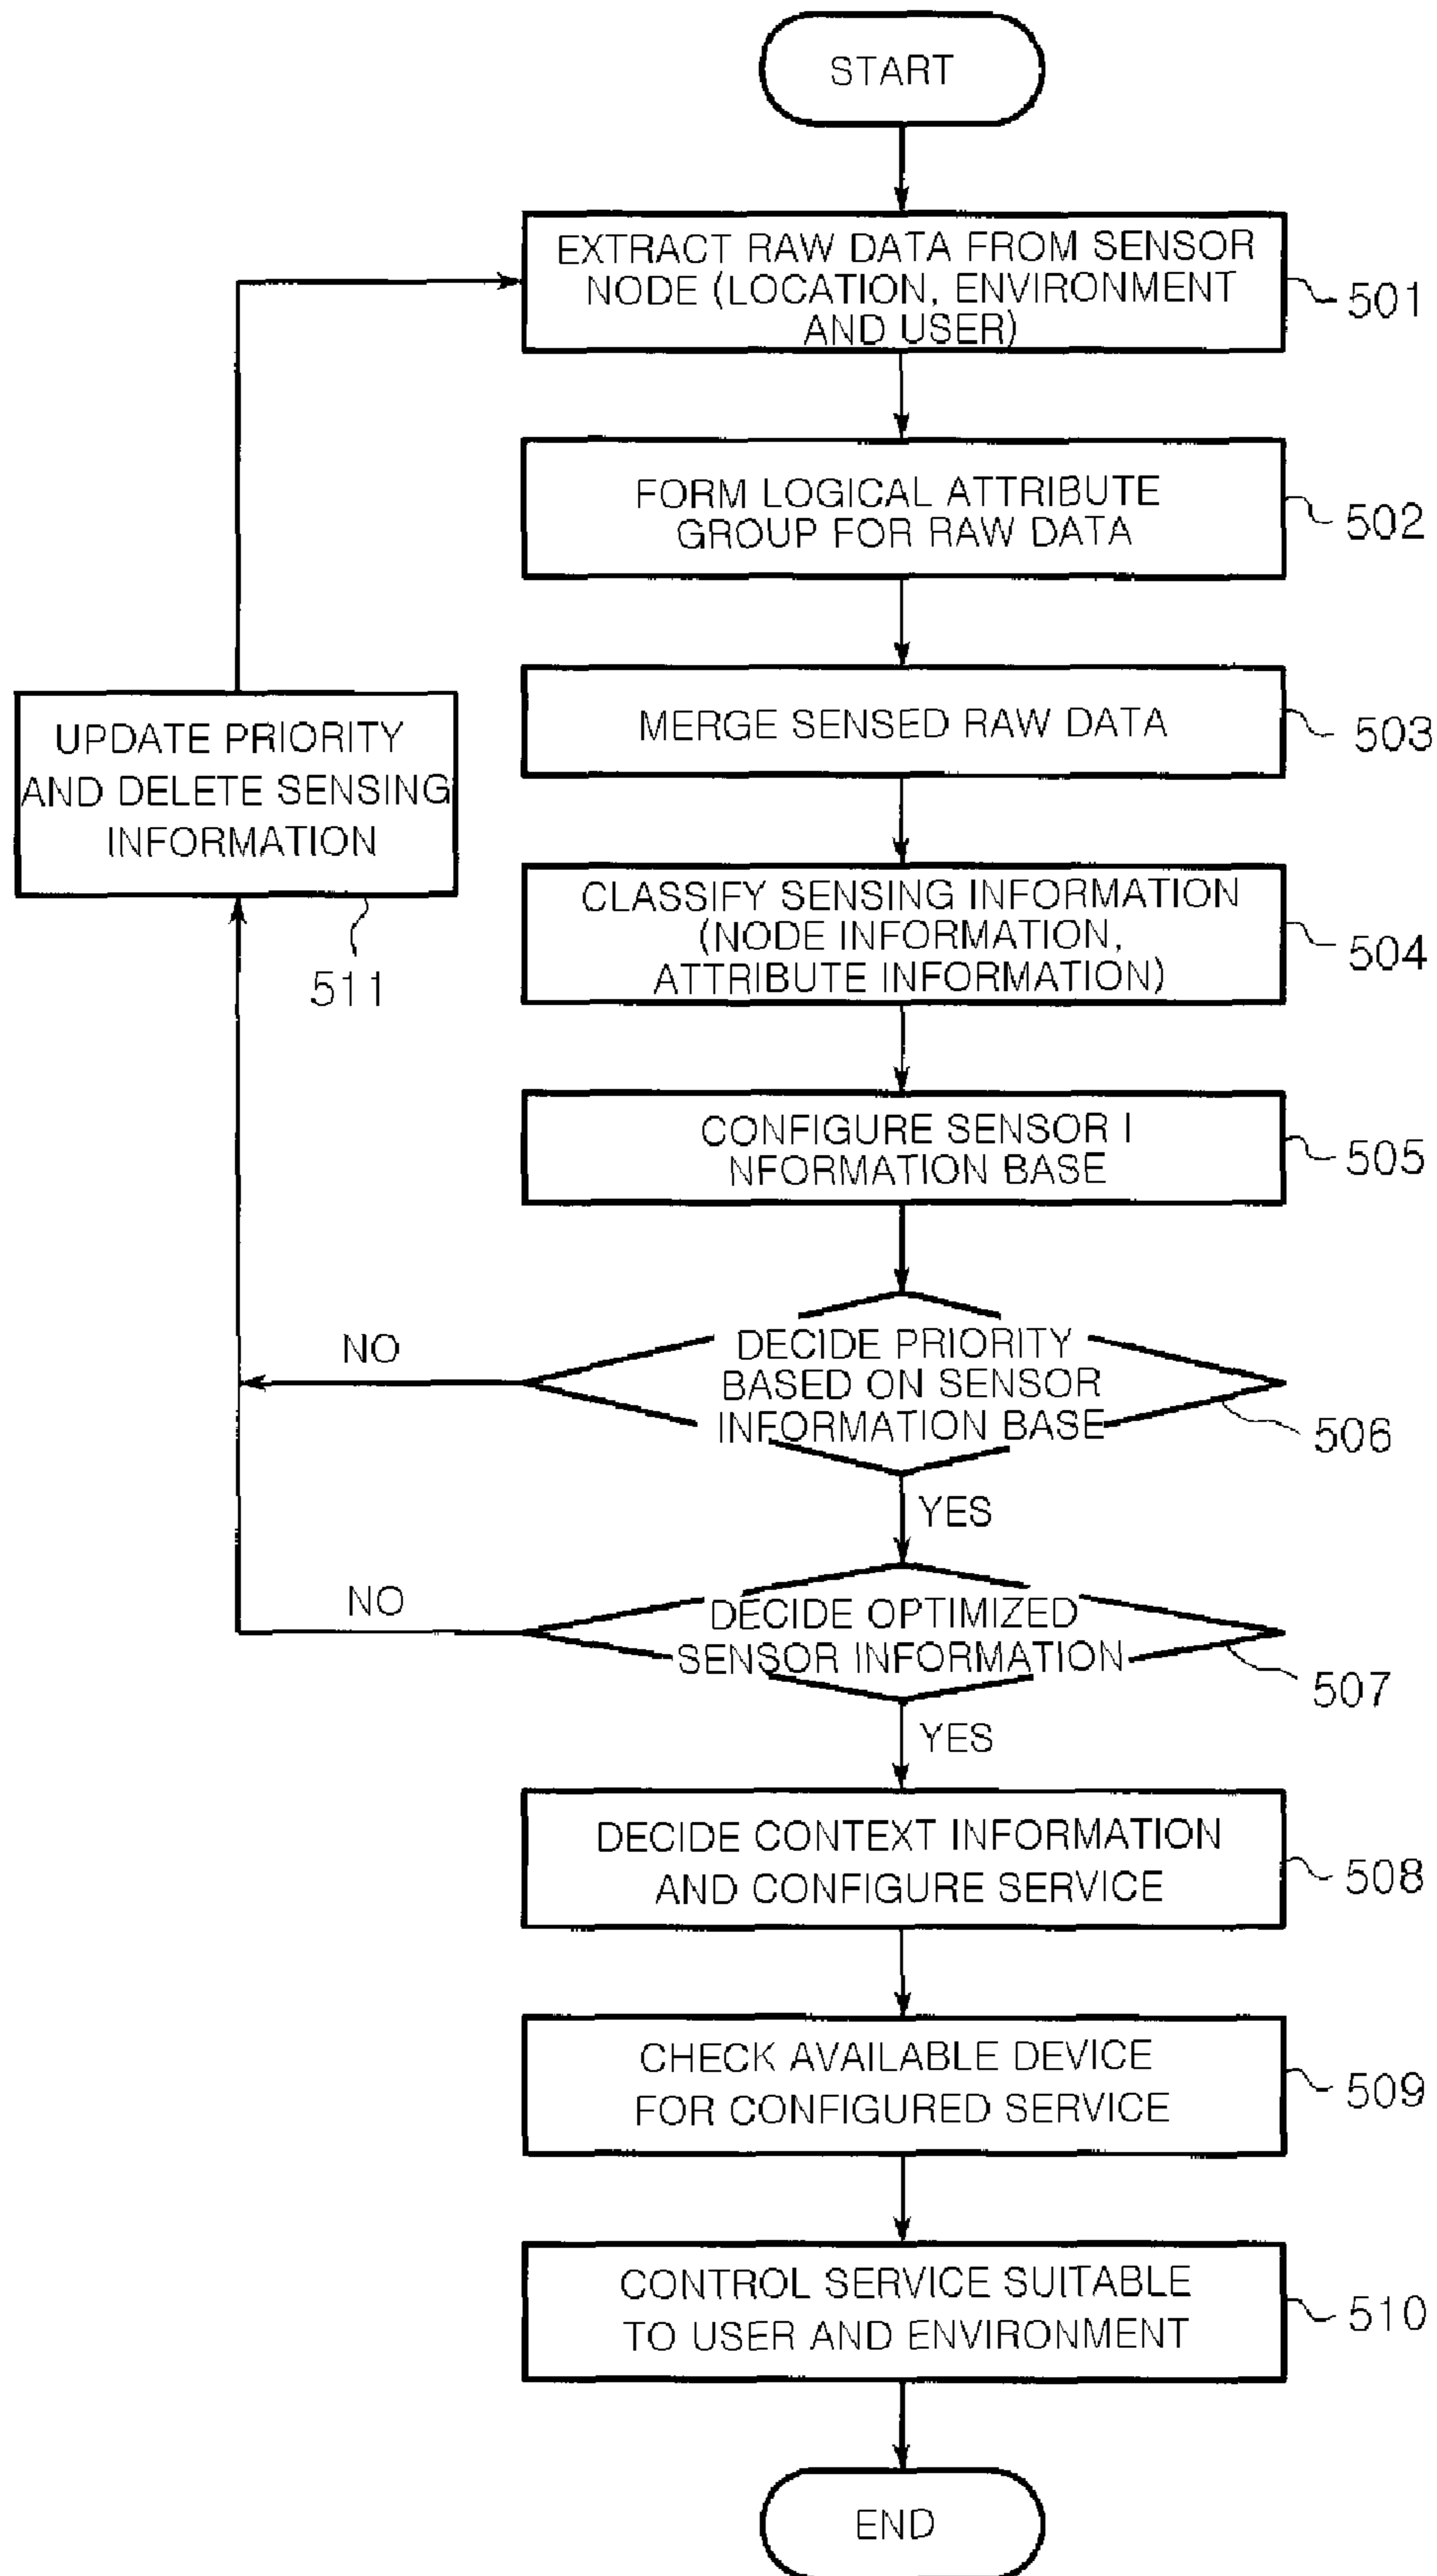 START
EXTRACT RAW DATA FROM SENSOR
NODE (LOCATION, ENVIRONMENT
AND USER)
501
FORM LOGICAL ATTRIBUTE
GROUP FOR RAW DATA
502
MERGE SENSED RAW DATA
503
UPDATE PRIORITY
AND DELETE SENSING
INFORMATION
511
CLASSIFY SENSING INFORMATION
(NODE INFORMATION,
ATTRIBUTE INFORMATION)
504
CONFIGURE SENSOR I
NFORMATION BASE
505
DECIDE PRIORITY
BASED ON SENSOR
INFORMATION BASE
506
NO
YES
DECIDE OPTIMIZED
SENSOR INFORMATION
507
NO
YES
DECIDE CONTEXT INFORMATION
AND CONFIGURE SERVICE
508
CHECK AVAILABLE DEVICE
FOR CONFIGURED SERVICE
509
CONTROL SERVICE SUITABLE
TO USER AND ENVIRONMENT
510
END